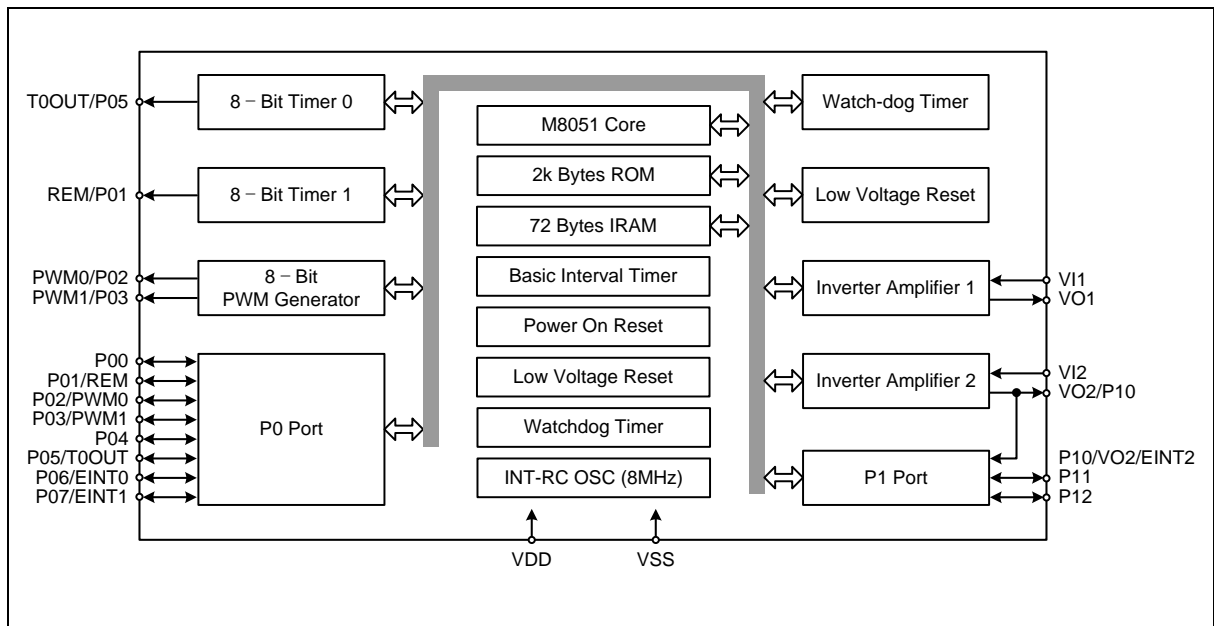 T0OUT/P05
8 – Bit Timer 0
REM/P01
8 – Bit Timer 1
PWM0/P02
PWM1/P03
8 – Bit
PWM Generator
P00
P01/REM
P02/PWM0
P03/PWM1
P04
P05/T0OUT
P06/EINT0
P07/EINT1
P0 Port
M8051 Core
2k Bytes ROM
72 Bytes IRAM
Basic Interval Timer
Power On Reset
Low Voltage Reset
Watchdog Timer
INT-RC OSC (8MHz)
VDD
VSS
Watch-dog Timer
Low Voltage Reset
Inverter Amplifier 1
VI1
VO1
Inverter Amplifier 2
VI2
VO2/P10
P1 Port
P10/VO2/EINT2
P11
P12